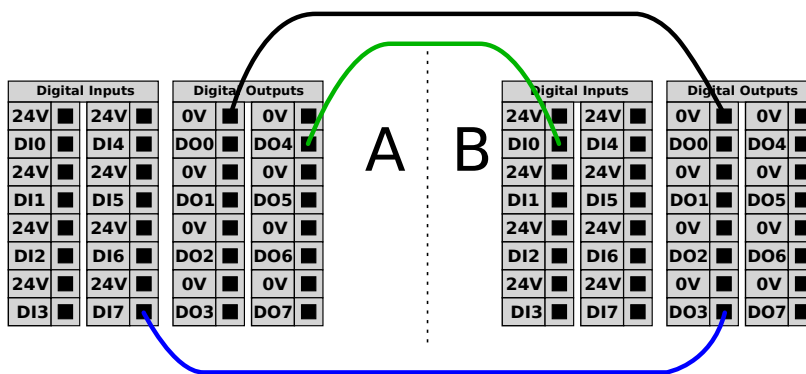 Digital Inputs Digital Outputs Digital Inputs Digital Outputs
24V 24V 0V 0V 24V 24V 0V 0V
DI0 DI4 DO0 DO4 A B DI0 DI4 DO0 DO4
24V 24V 0V 0V 24V 24V 0V 0V
DI1 DI5 DO1 DO5 DI1 DI5 DO1 DO5
24V 24V 0V 0V 24V 24V 0V 0V
DI2 DI6 DO2 DO6 DI2 DI6 DO2 DO6
24V 24V 0V 0V 24V 24V 0V 0V
DI3 DI7 DO3 DO7 DI3 DI7 DO3 DO7